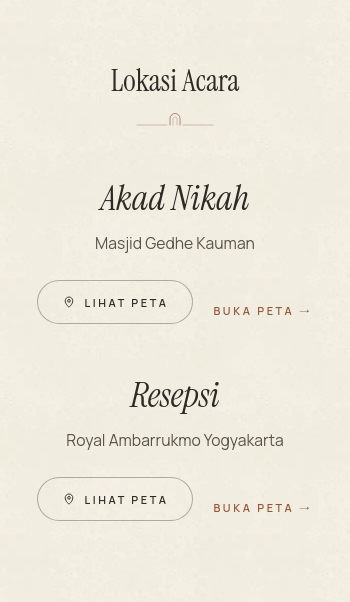 Lokasi Acara
Akad Nikah
Masjid Gedhe Kauman
LIHAT PETA
BUKA PETA →
Resepsi
Royal Ambarrukmo Yogyakarta
LIHAT PETA
BUKA PETA →